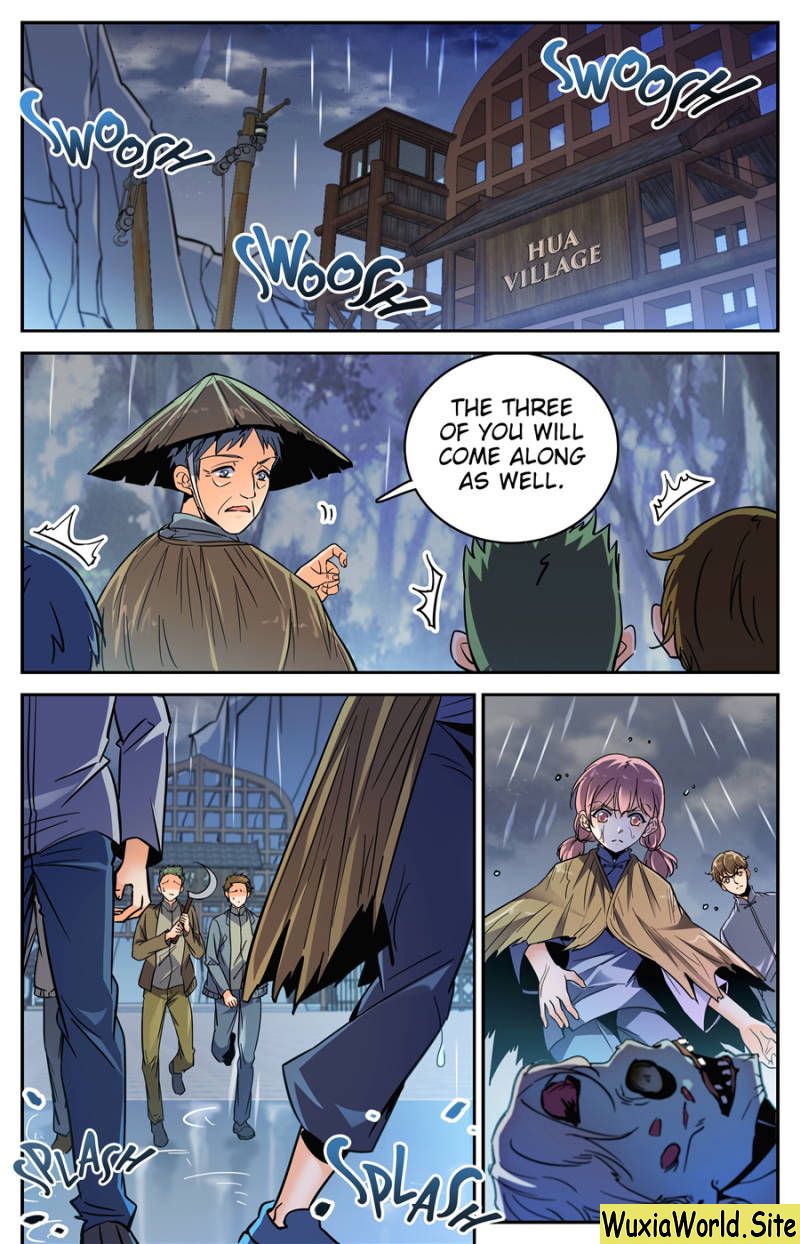 SWOOSH
SWOOSH
SWOOSH
HUA
VILLAGE
THE THREE
OF YOU WILL
COME ALONG
AS WELL.
SPLASH
SPLASH
WuxiaWorld.Site